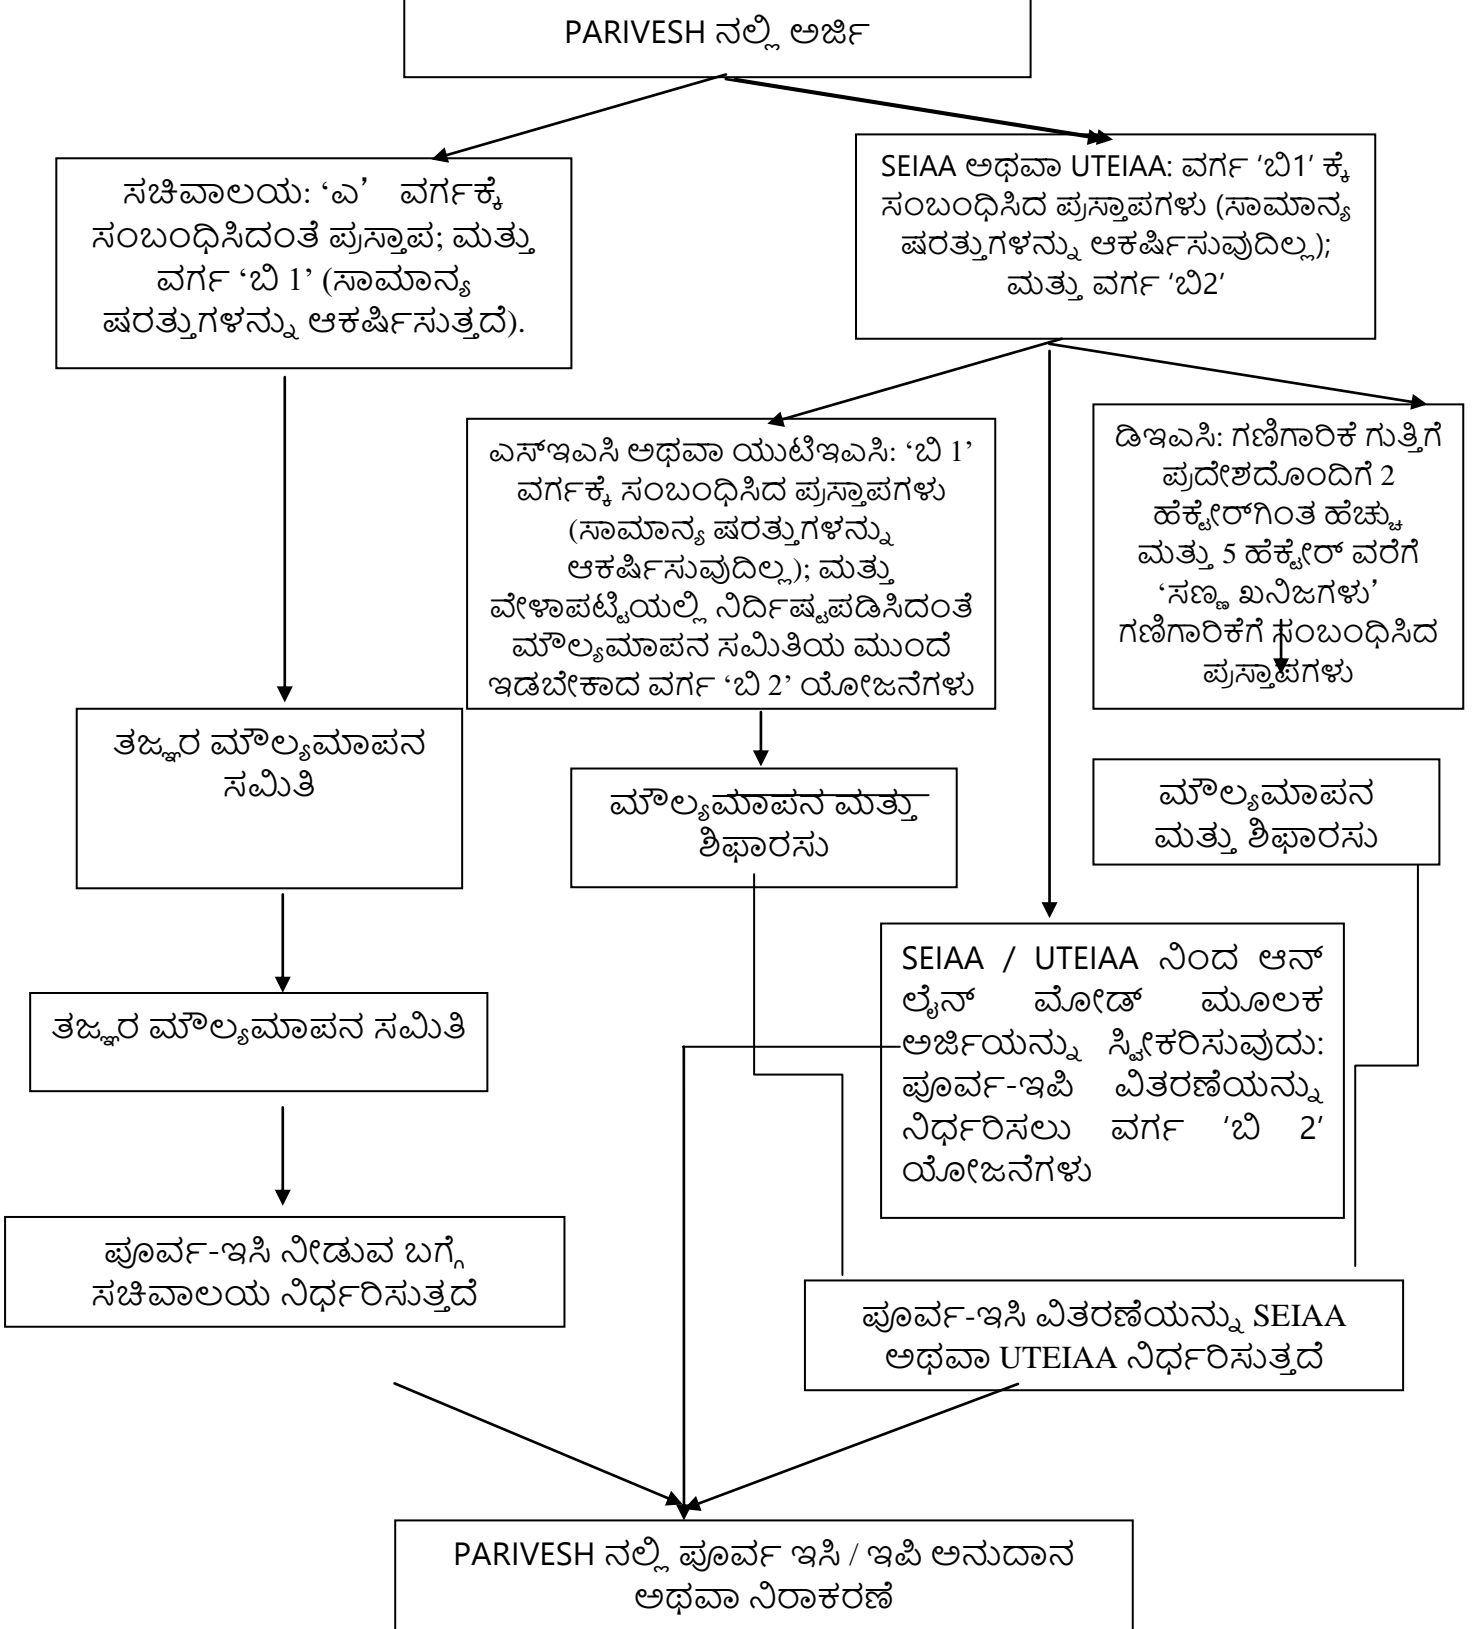 PARIVESH ನಲ್ಲಿ ಅರ್ಜಿ
ಸಚಿವಾಲಯ: ‘ಎ’ ವರ್ಗಕ್ಕೆ
ಸಂಬಂಧಿಸಿದಂತೆ ಪ್ರಸ್ತಾಪ; ಮತ್ತು
ವರ್ಗ ‘ಬಿ 1’ (ಸಾಮಾನ್ಯ
ಷರತ್ತುಗಳನ್ನು ಆಕರ್ಷಿಸುತ್ತದೆ).
SEIAA ಅಥವಾ UTEIAA: ವರ್ಗ ‘ಬಿ1’ ಕ್ಕೆ
ಸಂಬಂಧಿಸಿದ ಪ್ರಸ್ತಾಪಗಳು (ಸಾಮಾನ್ಯ
ಷರತ್ತುಗಳನ್ನು ಆಕರ್ಷಿಸುವುದಿಲ್ಲ);
ಮತ್ತು ವರ್ಗ ‘ಬಿ2’
ಎಸ್ಇಎಸಿ ಅಥವಾ ಯುಟಿಇಎಸಿ: ‘ಬಿ 1’
ವರ್ಗಕ್ಕೆ ಸಂಬಂಧಿಸಿದ ಪ್ರಸ್ತಾಪಗಳು
(ಸಾಮಾನ್ಯ ಷರತ್ತುಗಳನ್ನು
ಆಕರ್ಷಿಸುವುದಿಲ್ಲ); ಮತ್ತು
ವೇಳಾಪಟ್ಟಿಯಲ್ಲಿ ನಿರ್ದಿಷ್ಟಪಡಿಸಿದಂತೆ
ಮೌಲ್ಯಮಾಪನ ಸಮಿತಿಯ ಮುಂದೆ
ಇಡಬೇಕಾದ ವರ್ಗ ‘ಬಿ 2’ ಯೋಜನೆಗಳು
ಡಿಇಎಸಿ: ಗಣಿಗಾರಿಕೆ ಗುತ್ತಿಗೆ
ಪ್ರದೇಶದೊಂದಿಗೆ 2
ಹೆಕ್ಟೇರ್‌ಗಿಂತ ಹೆಚ್ಚು
ಮತ್ತು 5 ಹೆಕ್ಟೇರ್ ವರೆಗೆ
‘ಸಣ್ಣ ಖನಿಜಗಳು’
ಗಣಿಗಾರಿಕೆಗೆ ಸಂಬಂಧಿಸಿದ
ಪ್ರಸ್ತಾಪಗಳು
ತಜ್ಞರ ಮೌಲ್ಯಮಾಪನ
ಸಮಿತಿ
ಮೌಲ್ಯಮಾಪನ ಮತ್ತು
ಶಿಫಾರಸು
ಮೌಲ್ಯಮಾಪನ
ಮತ್ತು ಶಿಫಾರಸು
SEIAA / UTEIAA ನಿಂದ ಆನ್
ಲೈನ್ ಮೋಡ್ ಮೂಲಕ
ಅರ್ಜಿಯನ್ನು ಸ್ವೀಕರಿಸುವುದು:
ಪೂರ್ವ-ಇಪಿ ವಿತರಣೆಯನ್ನು
ನಿರ್ಧರಿಸಲು ವರ್ಗ ‘ಬಿ 2’
ಯೋಜನೆಗಳು
ತಜ್ಞರ ಮೌಲ್ಯಮಾಪನ ಸಮಿತಿ
ಪೂರ್ವ-ಇಸಿ ನೀಡುವ ಬಗ್ಗೆ
ಸಚಿವಾಲಯ ನಿರ್ಧರಿಸುತ್ತದೆ
ಪೂರ್ವ-ಇಸಿ ವಿತರಣೆಯನ್ನು SEIAA
ಅಥವಾ UTEIAA ನಿರ್ಧರಿಸುತ್ತದೆ
PARIVESH ನಲ್ಲಿ ಪೂರ್ವ ಇಸಿ / ಇಪಿ ಅನುದಾನ
ಅಥವಾ ನಿರಾಕರಣೆ